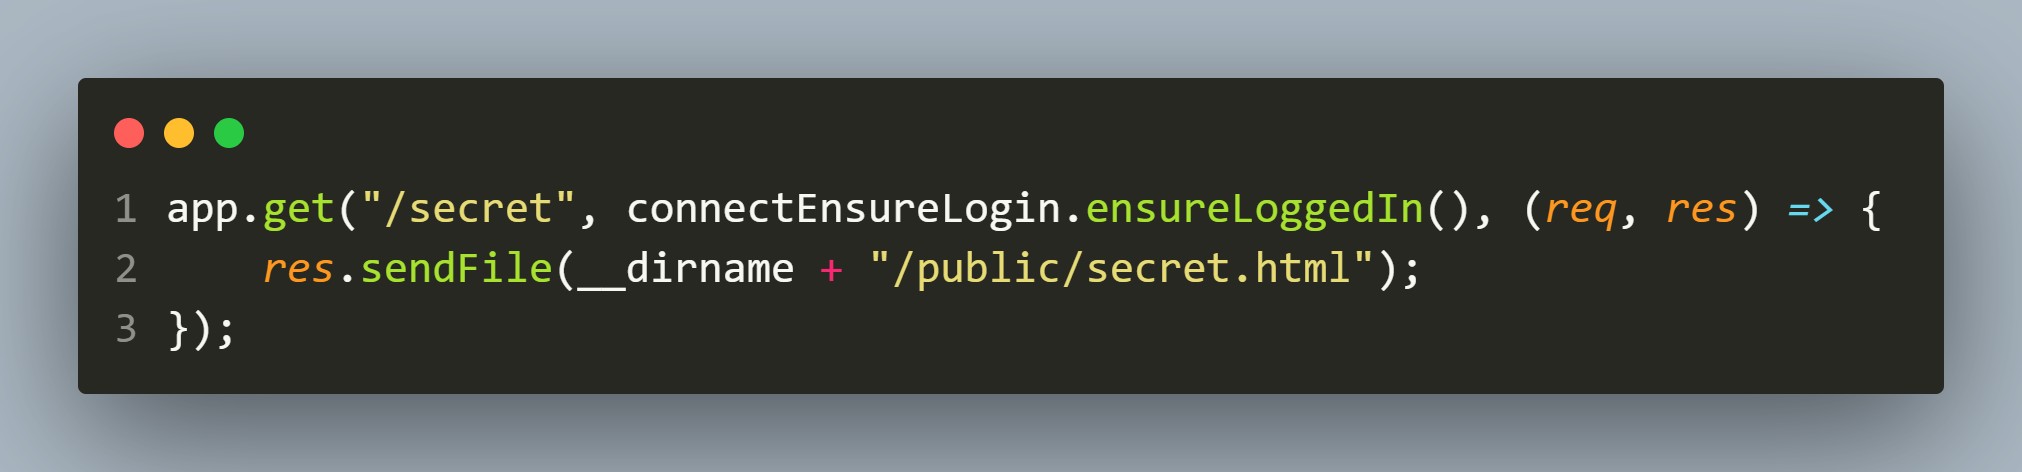 1 app.get("/secret", connectEnsureLogin.ensureLoggedIn(), (req, res) => {
2     res.sendFile(__dirname + "/public/secret.html");
3 });